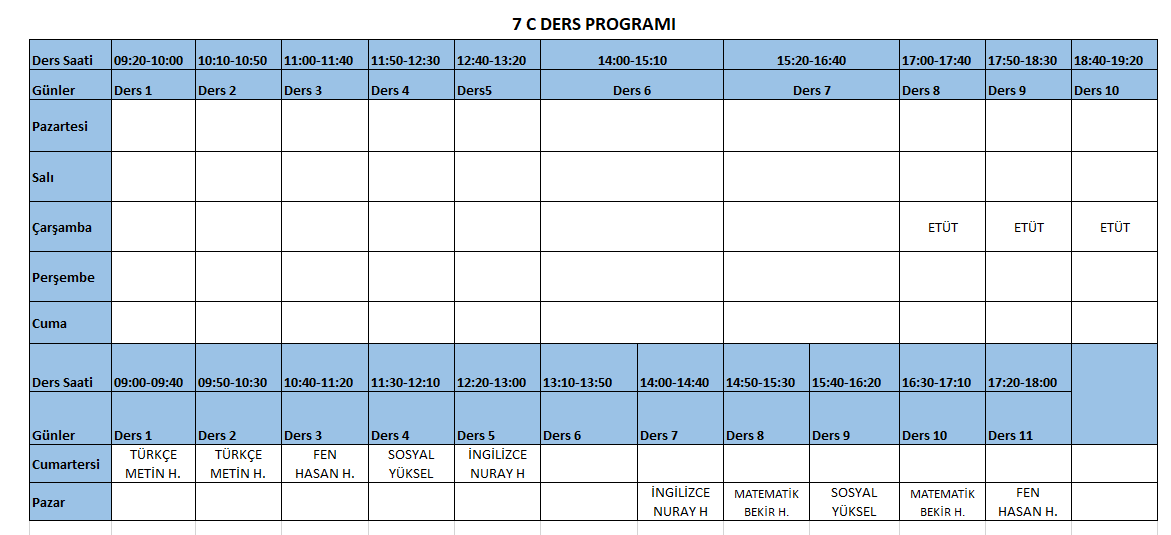 7 C DERS PROGRAMI
Ders Saati 09:20-10:00 10:10-10:50 11:00-11:40 11:50-12:30 12:40-13:20 14:00-15:10 15:20-16:40 17:00-17:40 17:50-18:30 18:40-19:20
Günler Ders 1 Ders 2 Ders 3 Ders 4 Ders5 Ders 6 Ders 7 Ders 8 Ders 9 Ders 10
Pazartesi
Salı
Çarşamba ETÜT ETÜT ETÜT
Perşembe
Cuma
Ders Saati 09:00-09:40 09:50-10:30 10:40-11:20 11:30-12:10 12:20-13:00 13:10-13:50 14:00-14:40 14:50-15:30 15:40-16:20 16:30-17:10 17:20-18:00
Günler Ders 1 Ders 2 Ders 3 Ders 4 Ders 5 Ders 6 Ders 7 Ders 8 Ders 9 Ders 10 Ders 11
Cumartersi
TÜRKÇE TÜRKÇE FEN SOSYAL İNGİLİZCE
METİN H. METİN H. HASAN H. YÜKSEL NURAY H
Pazar
İNGİLİZCE MATEMATİK SOSYAL MATEMATİK FEN
NURAY H BEKİR H. YÜKSEL BEKİR H. HASAN H.